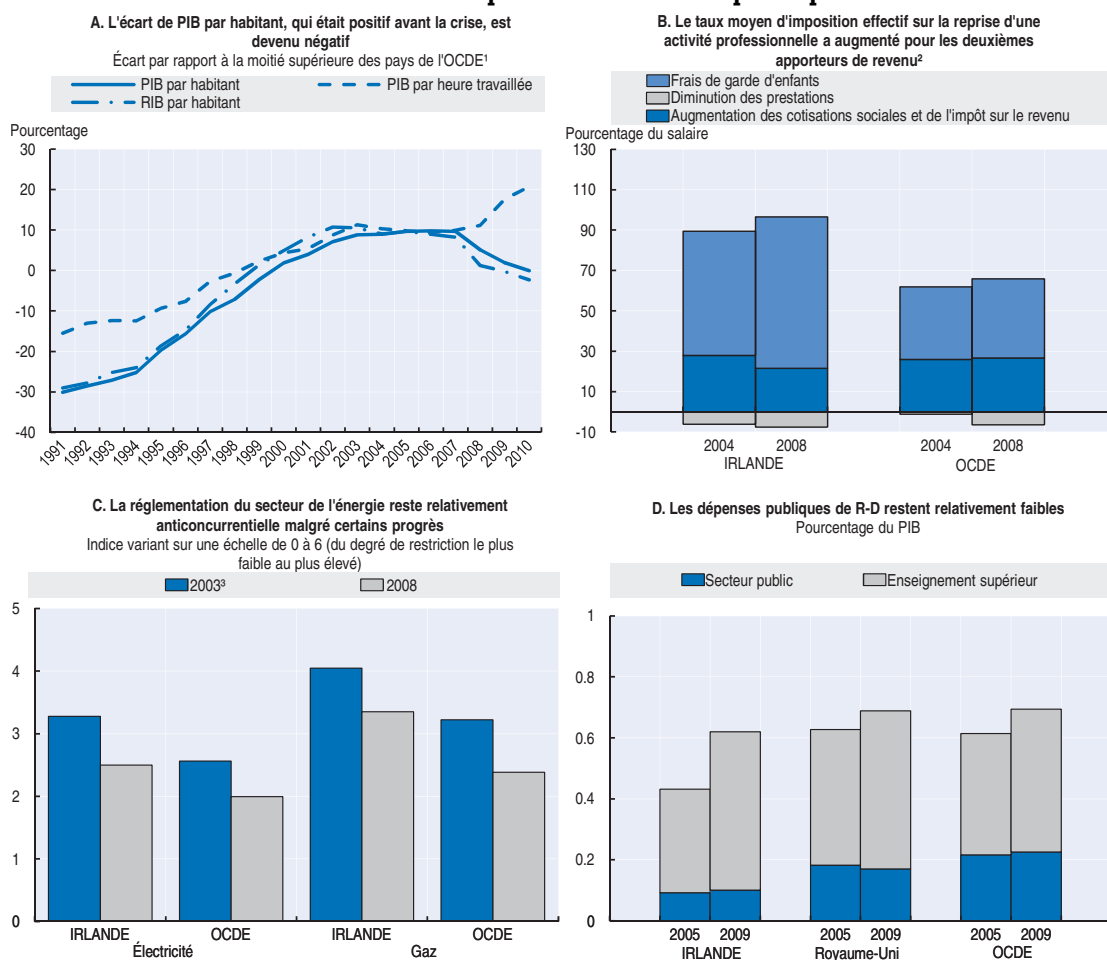 A. L'écart de PIB par habitant, qui était positif avant la crise, est
devenu négatif
Écart par rapport à la moitié supérieure des pays de l'OCDE¹
PIB par habitant
PIB par heure travaillée
RIB par habitant
Pourcentage
30
20
10
0
-10
-20
-30
-40
1991 1992 1993 1994 1995 1996 1997 1998 1999 2000 2001 2002 2003 2004 2005 2006 2007 2008 2009 2010
B. Le taux moyen d'imposition effectif sur la reprise d'une
activité professionnelle a augmenté pour les deuxièmes
apporteurs de revenu²
Frais de garde d'enfants
Diminution des prestations
Augmentation des cotisations sociales et de l'impôt sur le revenu
Pourcentage du salaire
130
110
90
70
50
30
10
-10
2004 2008 2004 2008
IRLANDE OCDE
C. La réglementation du secteur de l'énergie reste relativement
anticoncurrentielle malgré certains progrès
Indice variant sur une échelle de 0 à 6 (du degré de restriction le plus
faible au plus élevé)
2003³ 2008
5
4
3
2
1
0
IRLANDE OCDE IRLANDE OCDE
Électricité Gaz
D. Les dépenses publiques de R-D restent relativement faibles
Pourcentage du PIB
Secteur public Enseignement supérieur
1
0.8
0.6
0.4
0.2
0
2005 2009 2005 2009 2005 2009
IRLANDE Royaume-Uni OCDE